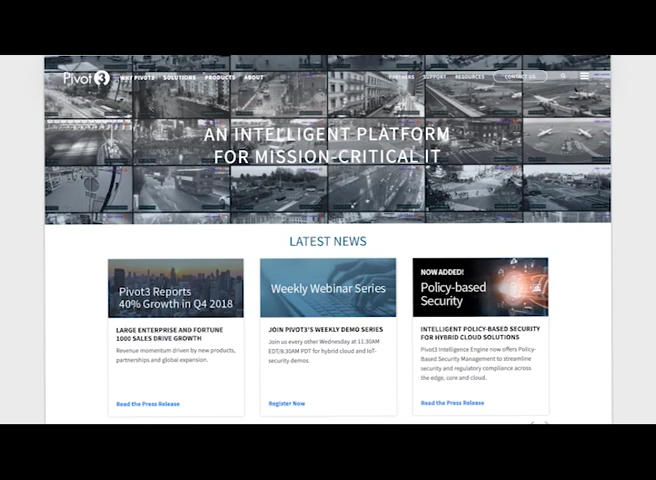 Pivot3 WHY PIVOT3 SOLUTIONS PRODUCTS ABOUT PARTNERS SUPPORT RESOURCES CONTACT US
AN INTELLIGENT PLATFORM
FOR MISSION-CRITICAL IT
LATEST NEWS
Pivot3 Reports
40% Growth in Q4 2018
LARGE ENTERPRISE AND FORTUNE
1000 SALES DRIVE GROWTH
Revenue momentum driven by new products,
partnerships and global expansion.
Read the Press Release
Weekly Webinar Series
JOIN PIVOT3'S WEEKLY DEMO SERIES
Join us every other Wednesday at 11:30AM
EDT/8:30AM PDT for hybrid cloud and IoT-
security demos.
Register Now
NOW ADDED!
Policy-based
Security
INTELLIGENT POLICY-BASED SECURITY
FOR HYBRID CLOUD SOLUTIONS
Pivot3 Intelligence Engine now offers Policy-
Based Security Management to streamline
security and regulatory compliance across
the edge, core and cloud.
Read the Press Release